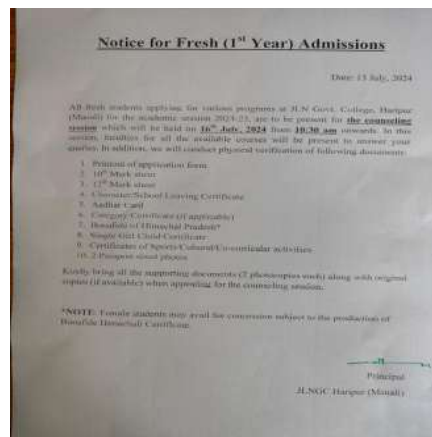 Notice for Fresh (1st Year) Admissions
Date: 15 July, 2024
All fresh students applying for various programs at JLN Govt. College, Haripur
(Manali) for the academic session 2024-25, are to be present for the counseling
session which will be held on 16th July, 2024 from 10:30 am onwards. In this
session, faculties for all the available courses will be present to answer your
queries. In addition, we will conduct physical verification of following documents:
1. Printout of application form
2. 10th Mark sheet
3. 12th Mark sheet
4. Character/School Leaving Certificate
5. Aadhar Card
6. Category Certificate (if applicable)
7. Bonafide of Himachal Pradesh*
8. Single Girl Child Certificate
9. Certificates of Sports/Cultural/Co-curricular activities
10. 2 Passport sized photos
Kindly bring all the supporting documents (2 photocopies each) along with original
copies (if available) when appearing for the counseling session.
*NOTE: Female students may avail fee concession subject to the production of
Bonafide Himachali Certificate.
Principal
JLNGC Haripur (Manali)